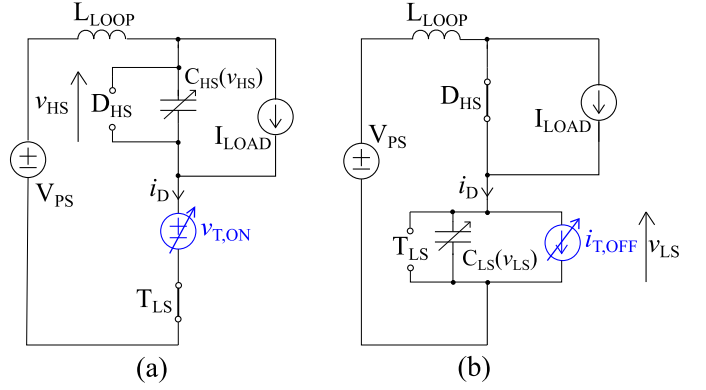 L_LOOP
C_HS(v_HS)
v_HS
D_HS
I_LOAD
V_PS
i_D
v_T,ON
T_LS
(a)
L_LOOP
D_HS
I_LOAD
V_PS
i_D
T_LS
C_LS(v_LS)
i_T,OFF
v_LS
(b)